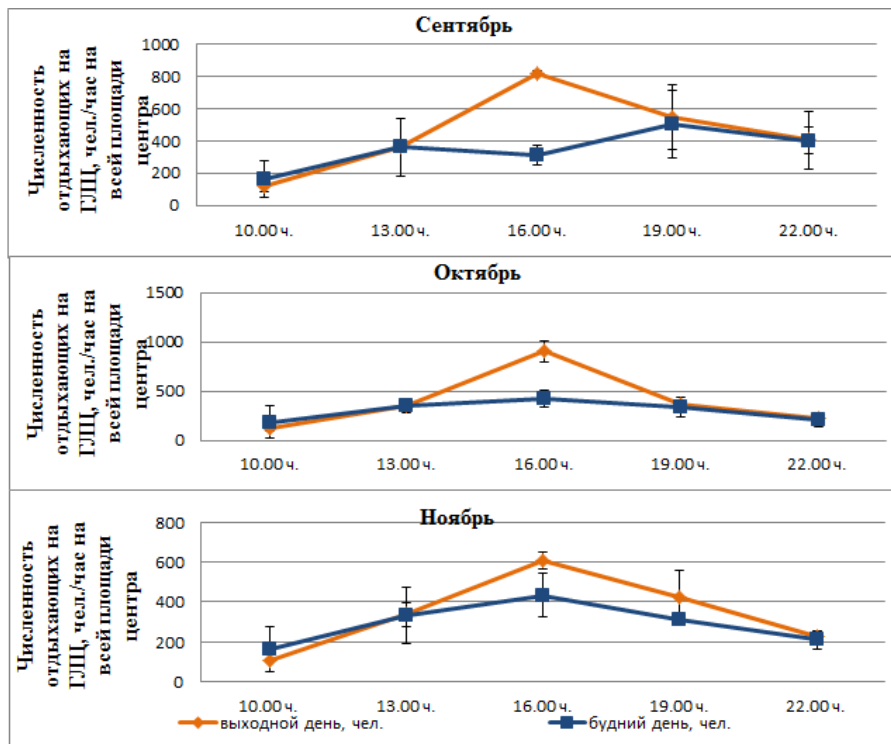 Сентябрь
Численность
отдыхающих на
ГЛЦ, чел./час на
всей площади
центра
1000
800
600
400
200
0
10.00 ч.
13.00 ч.
16.00 ч.
19.00 ч.
22.00 ч.
Октябрь
Численность
отдыхающих на
ГЛЦ, чел./час на
всей площади
центра
1500
1000
500
0
10.00 ч.
13.00 ч.
16.00 ч.
19.00 ч.
22.00 ч.
Ноябрь
Численность
отдыхающих на
ГЛЦ, чел./час на
всей площади
центра
800
600
400
200
0
10.00 ч.
13.00 ч.
16.00 ч.
19.00 ч.
22.00 ч.
выходной день, чел.
будний день, чел.